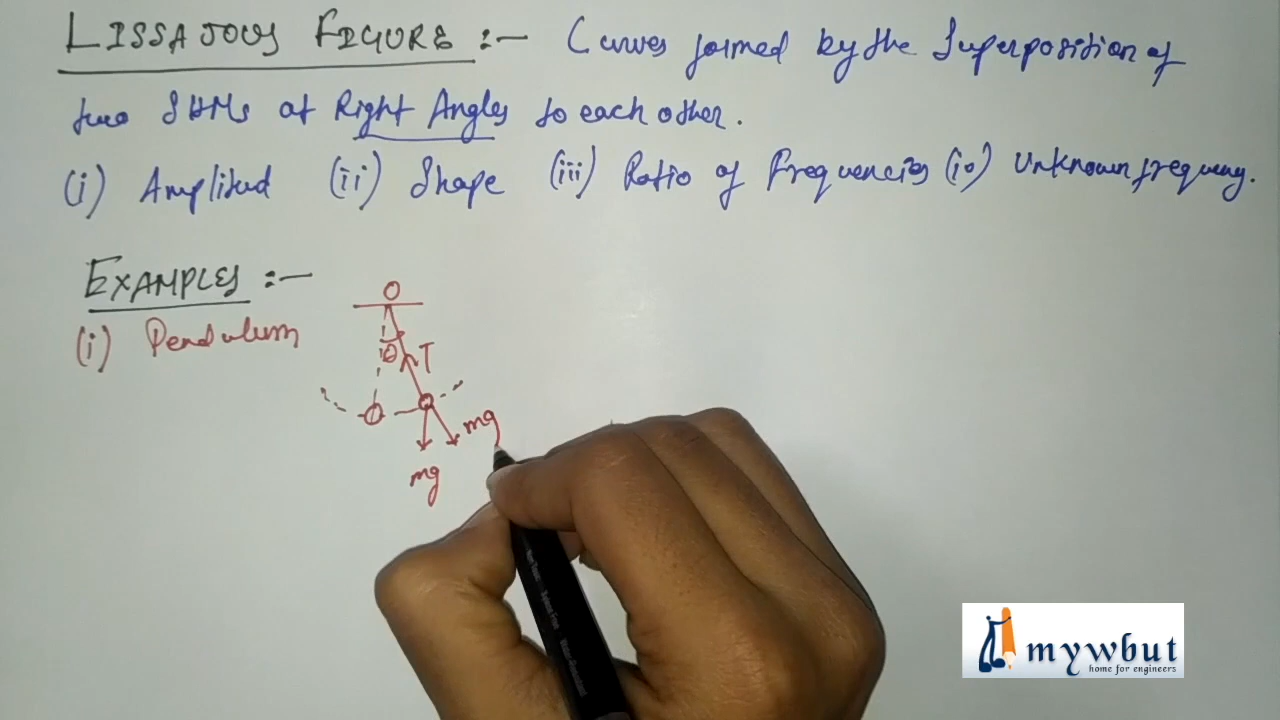 LISSAJOUS FIGURE :- Curves formed by the Superposition of
two SHMs at Right Angles to each other.
(i) Amplitud (ii) Shape (iii) Ratio of Frequencies (iv) Unknown frequency.
EXAMPLES :-
(i) Pendulum
O
θ T
mg
mg
mywbut
home for engineers